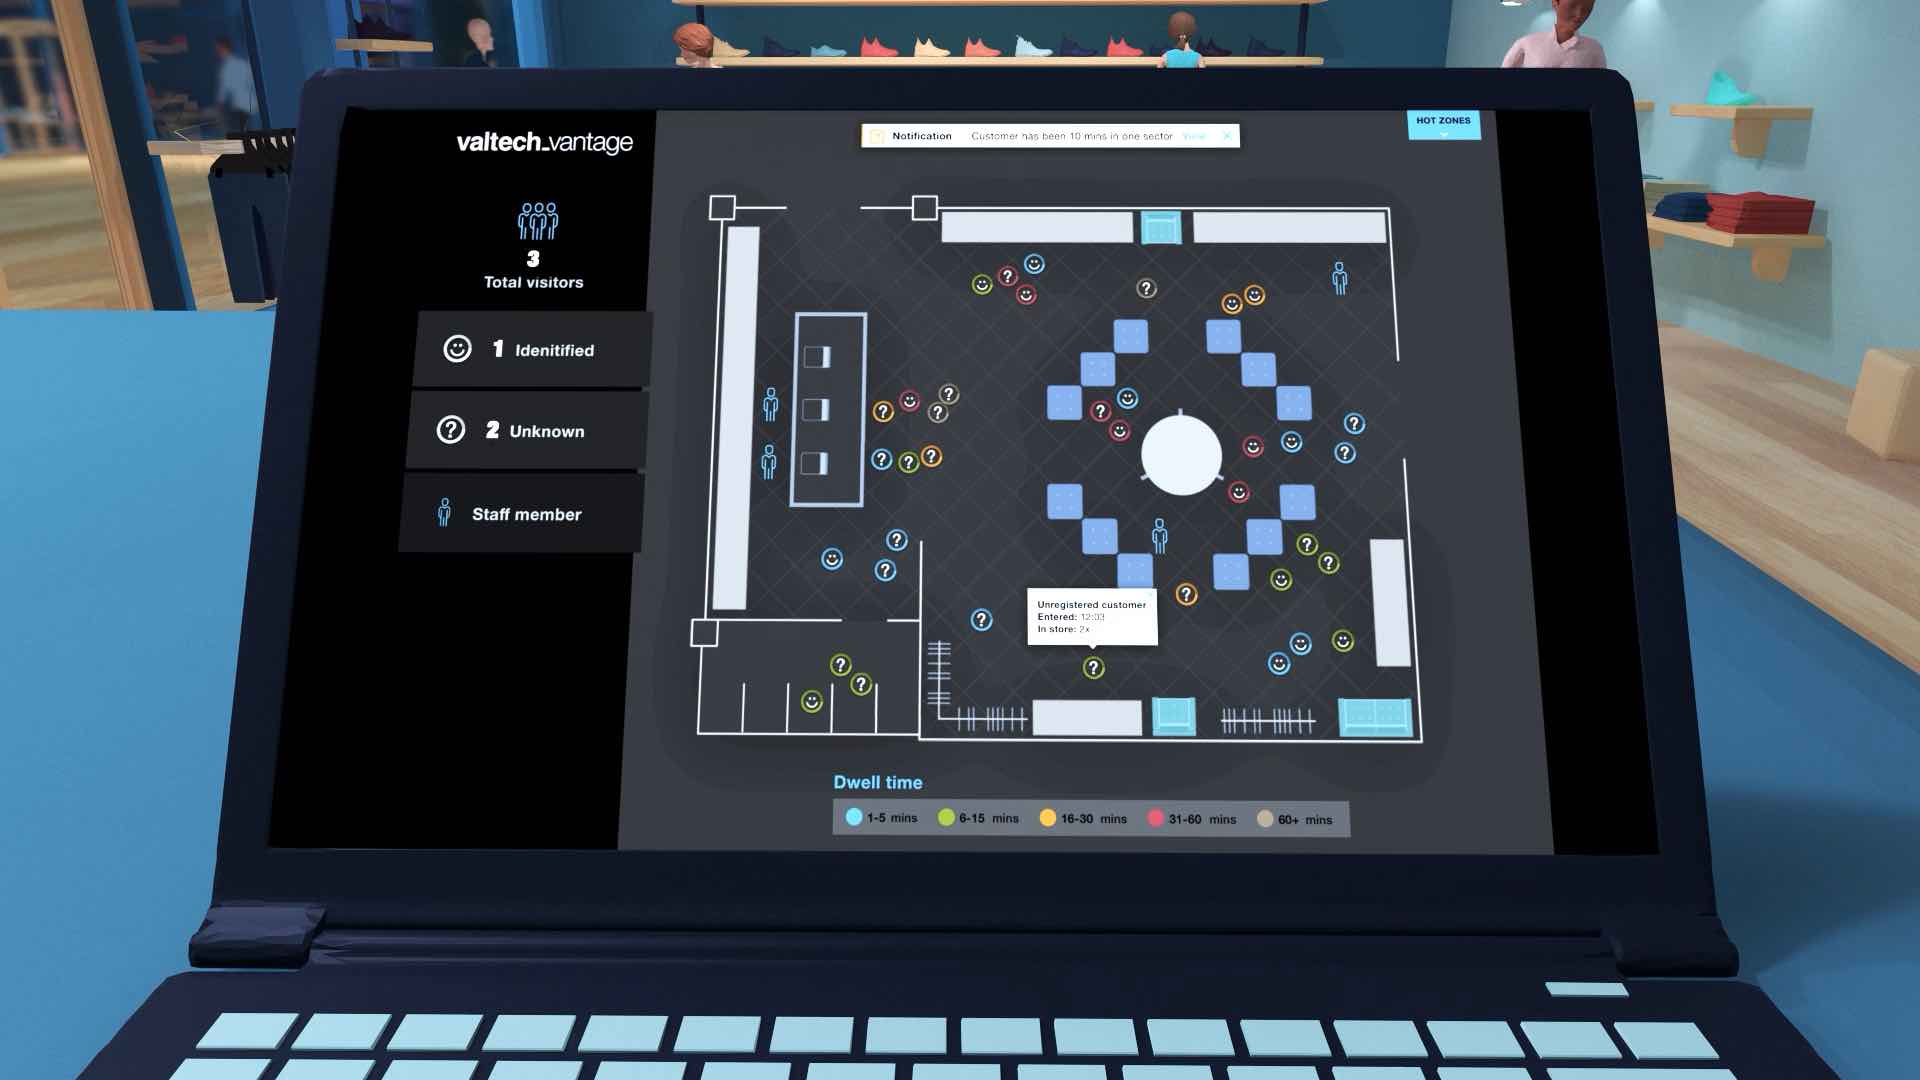 valtech_vantage
3
Total visitors
1 Idenitified
2 Unknown
Staff member
Notification Customer has been 10 mins in one sector View
HOT ZONES
Unregistered customer
Entered: 12:03
In store: 2x
Dwell time
1-5 mins 6-15 mins 16-30 mins 31-60 mins 60+ mins